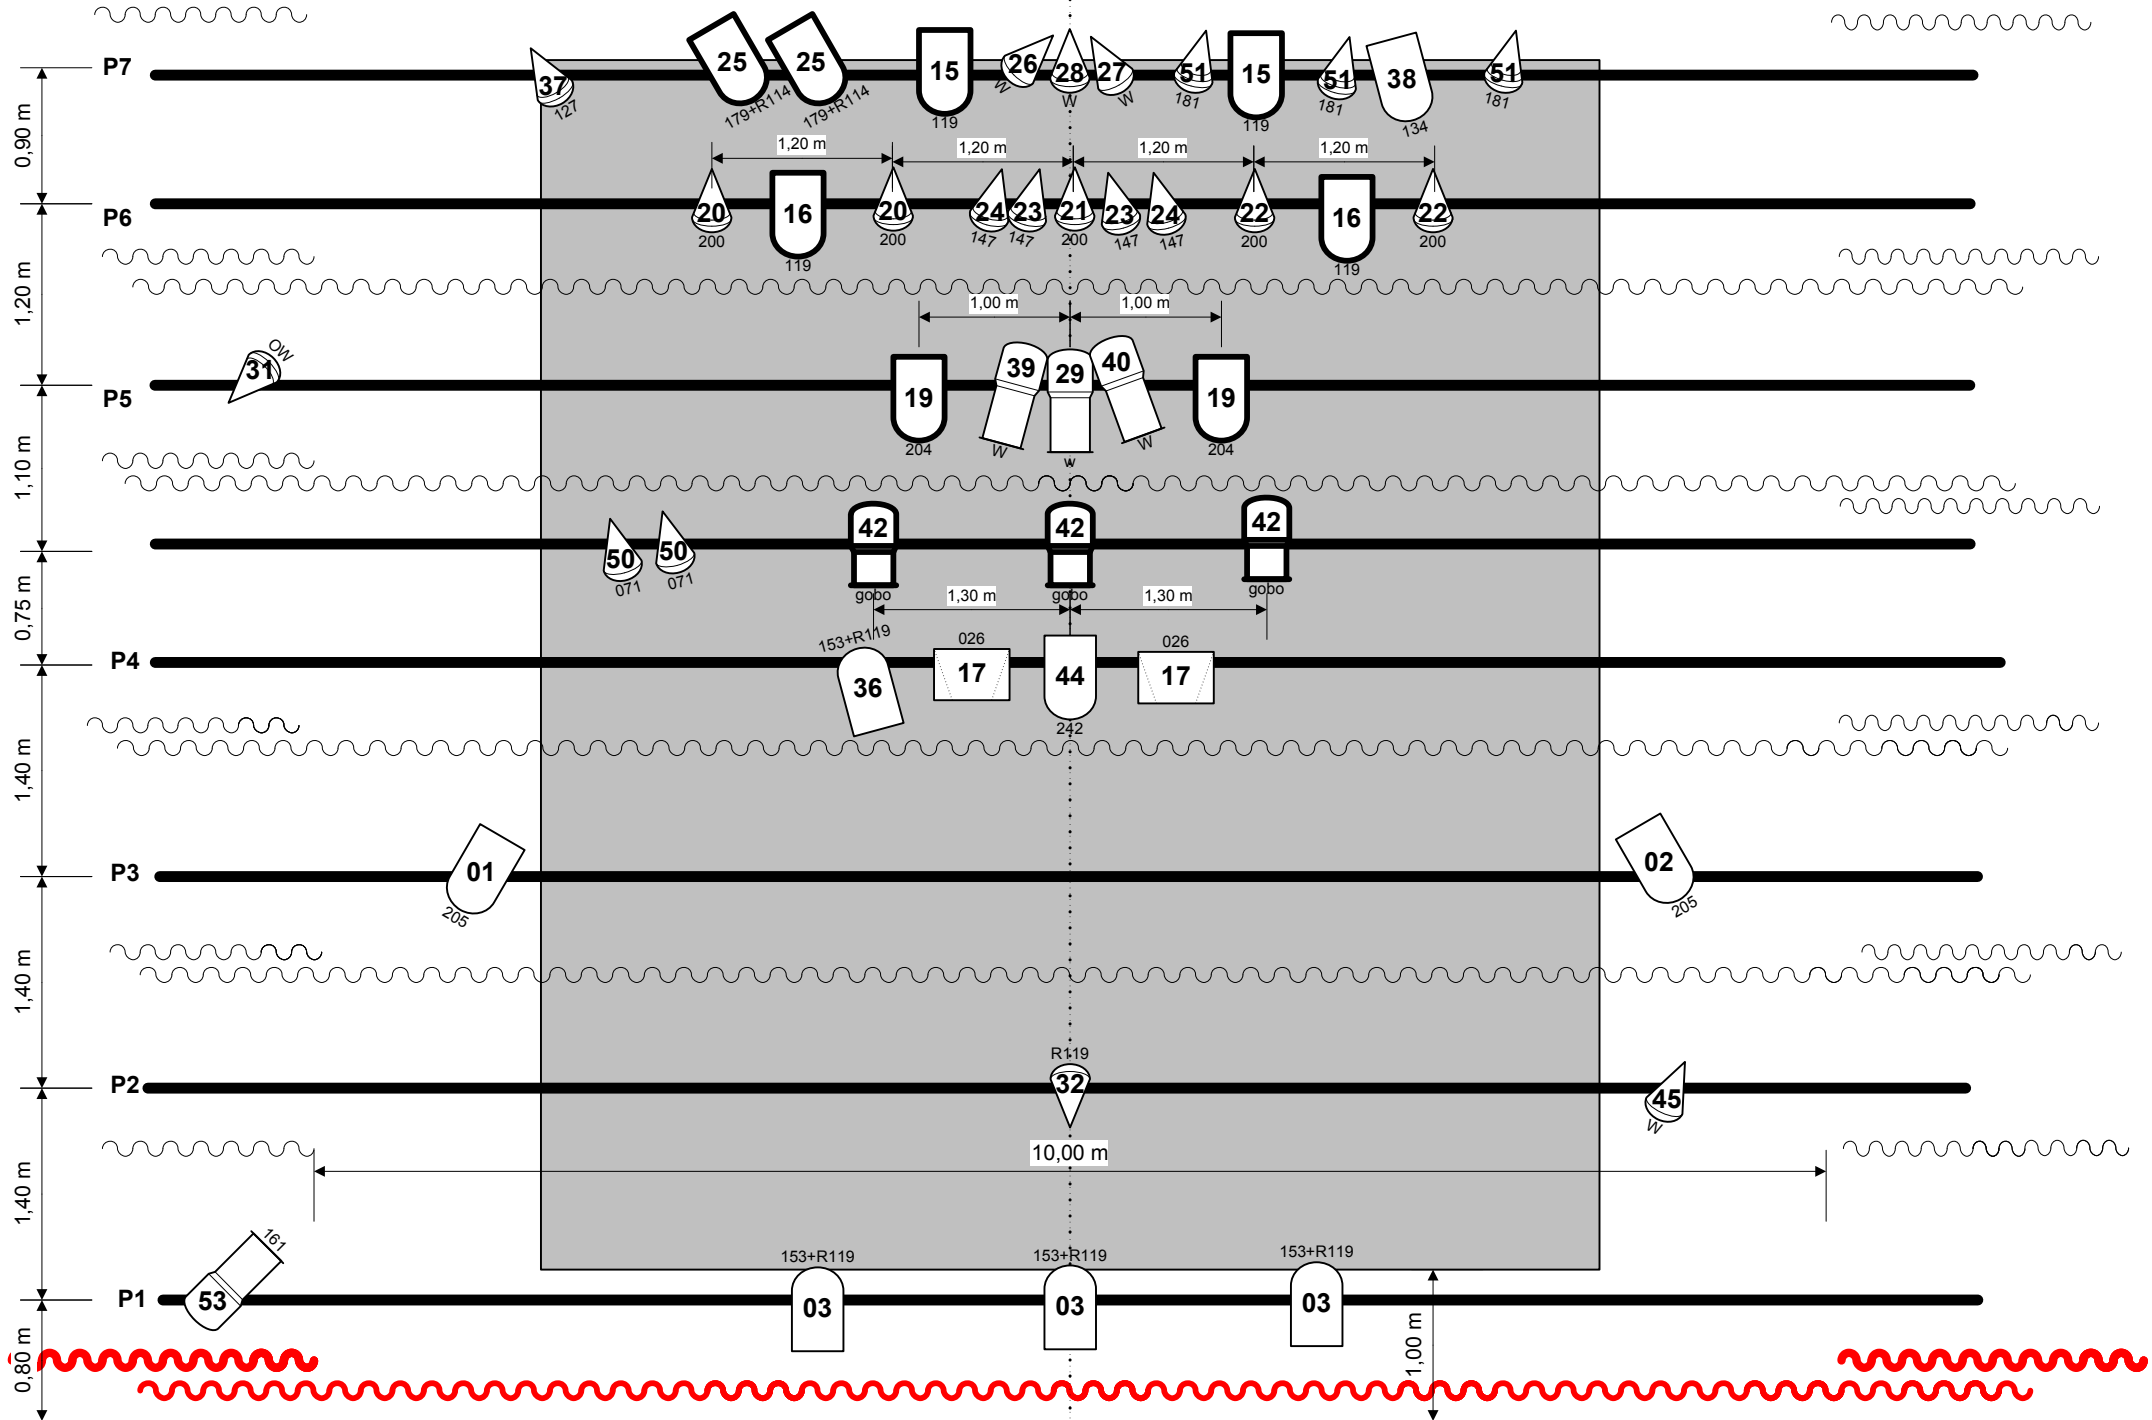 P7
37
127
25
179+R114
25
179+R114
15
119
26
W
28
W
27
W
51
181
15
119
51
181
38
134
51
181
0,90 m
1,20 m
1,20 m
1,20 m
1,20 m
P6
20
200
16
119
20
200
24
147
23
147
21
200
23
147
24
147
22
200
16
119
22
200
1,20 m
1,00 m
1,00 m
P5
31
OW
19
204
39
W
29
w
40
W
19
204
1,10 m
50
071
50
071
42
gobo
42
gobo
42
gobo
1,30 m
1,30 m
0,75 m
P4
153+R119
36
026
17
44
242
026
17
1,40 m
P3
01
205
02
205
1,40 m
P2
R119
32
45
W
10,00 m
1,40 m
P1
161
53
153+R119
03
153+R119
03
153+R119
03
0,80 m
1,00 m